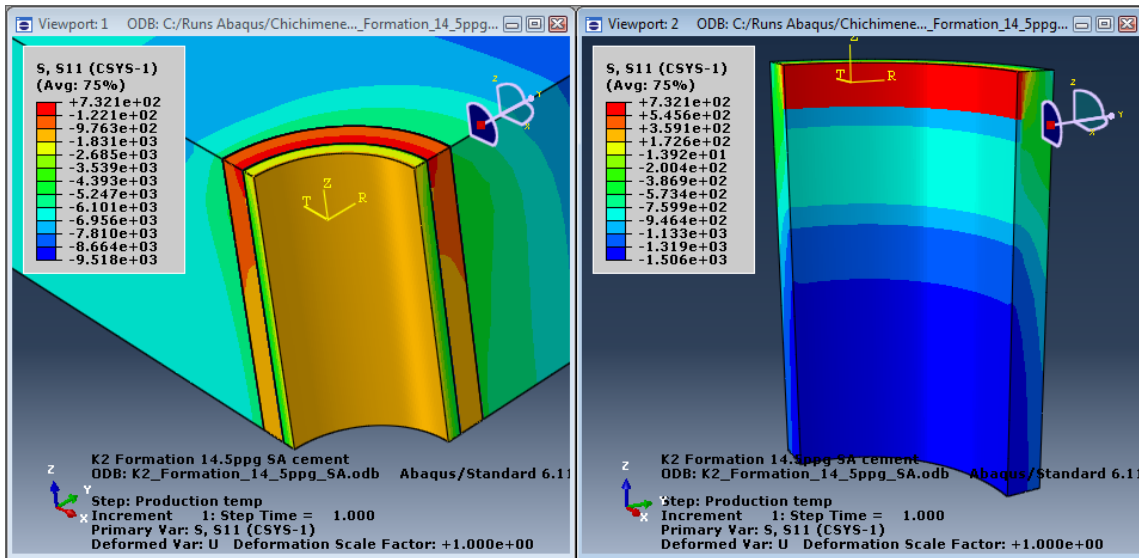 Viewport: 1 ODB: C:/Runs Abaqus/Chichimene..._Formation_14_5ppg...
S, S11 (CSYS-1)
(Avg: 75%)
+7.321e+02
-1.221e+02
-9.763e+02
-1.831e+03
-2.685e+03
-3.539e+03
-4.393e+03
-5.247e+03
-6.101e+03
-6.956e+03
-7.810e+03
-8.664e+03
-9.518e+03
Z
Y
X
Z
T
R
K2 Formation 14.5ppg SA cement
ODB: K2_Formation_14_5ppg_SA.odb Abaqus/Standard 6.11
Z
Y
X
Step: Production temp
Increment 1: Step Time = 1.000
Primary Var: S, S11 (CSYS-1)
Deformed Var: U Deformation Scale Factor: +1.000e+00
Viewport: 2 ODB: C:/Runs Abaqus/Chichimene..._Formation_14_5ppg...
S, S11 (CSYS-1)
(Avg: 75%)
+7.321e+02
+5.456e+02
+3.591e+02
+1.726e+02
-1.392e+01
-2.004e+02
-3.869e+02
-5.734e+02
-7.599e+02
-9.464e+02
-1.133e+03
-1.319e+03
-1.506e+03
Z
T
R
Z
Y
X
K2 Formation 14.5ppg SA cement
ODB: K2_Formation_14_5ppg_SA.odb Abaqus/Standard 6.11
Z
X
Step: Production temp
Increment 1: Step Time = 1.000
Primary Var: S, S11 (CSYS-1)
Deformed Var: U Deformation Scale Factor: +1.000e+00